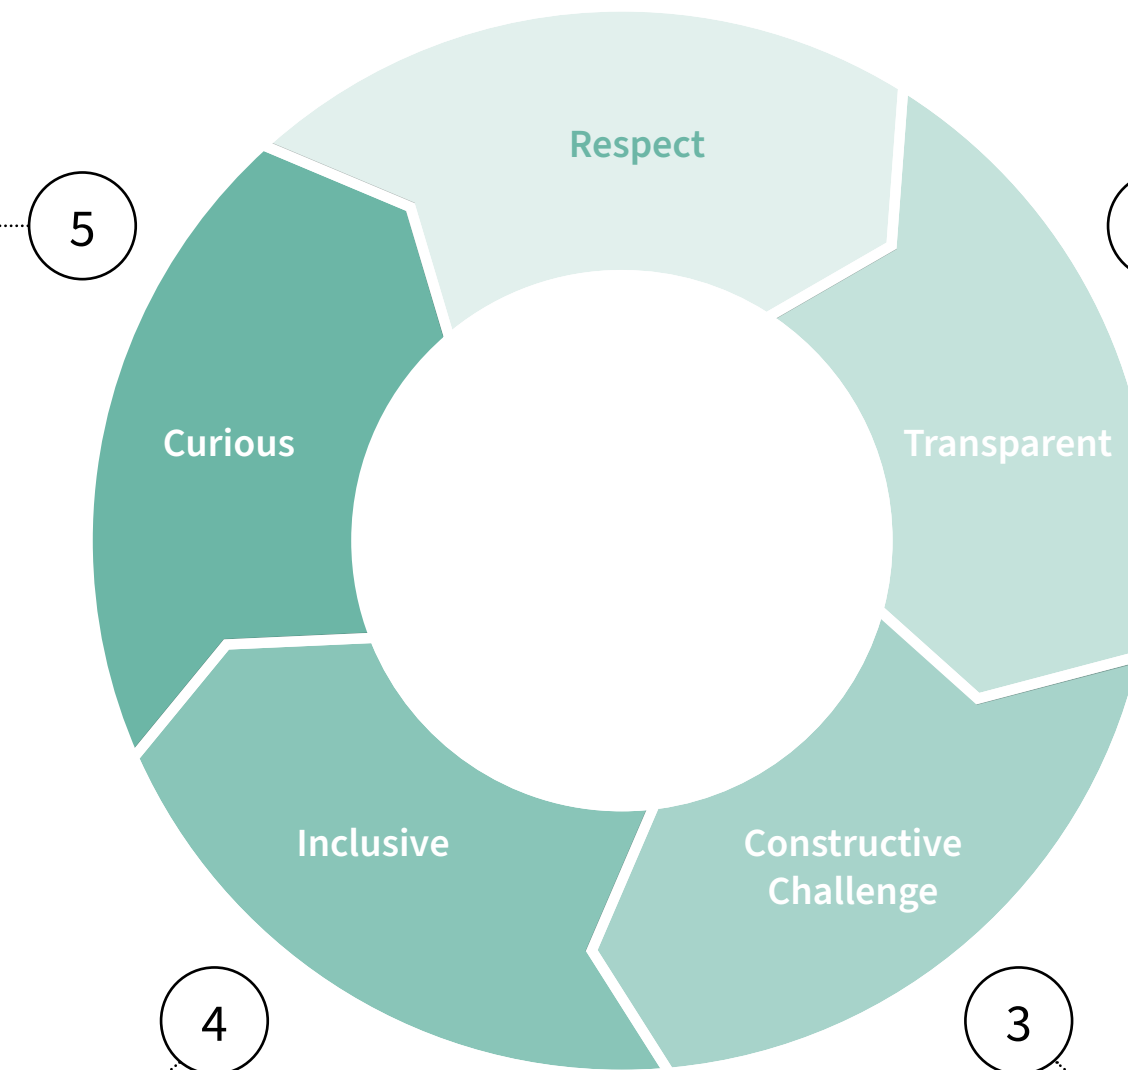 Respect
5
Curious
Transparent
Inclusive
Constructive
Challenge
4
3